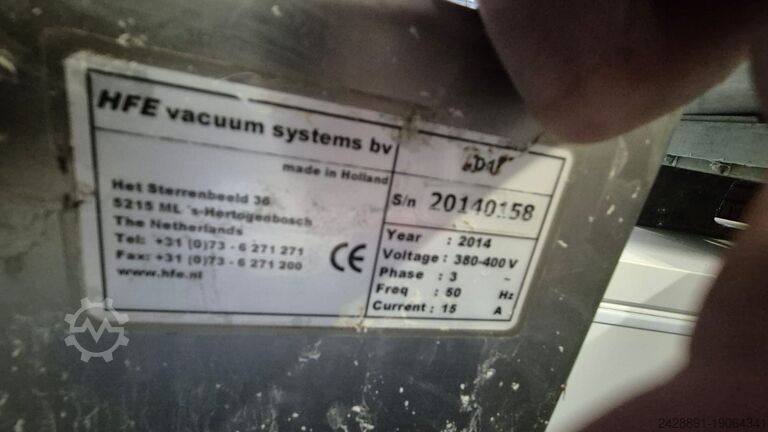 HFE vacuum systems bv
made in Holland
Het Sterrenbeeld 36
5215 ML 's-Hertogenbosch
The Netherlands
Tel: +31 (0)73 - 6 271 271
Fax: +31 (0)73 - 6 271 200
www.hfe.nl
CE
S/n 20140158
Year : 2014
Voltage : 380-400 V
Phase : 3 ~
Freq : 50 Hz
Current : 15 A
2428891-19064341